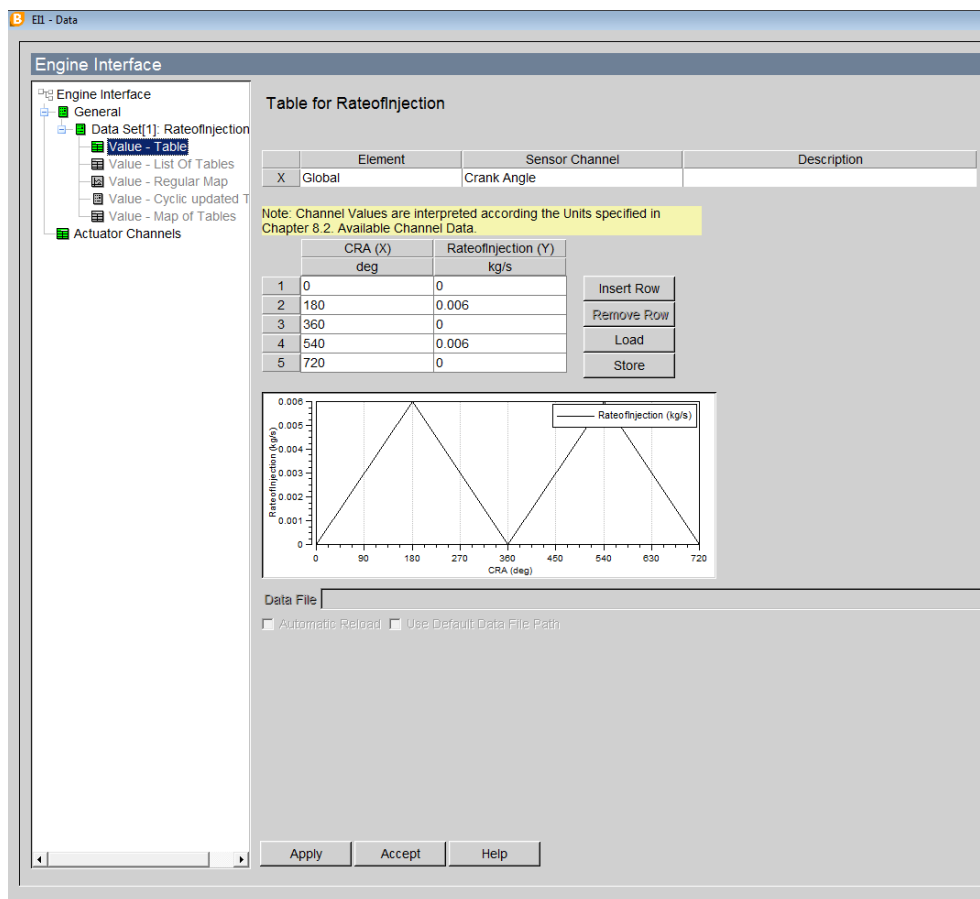 B EI1 - Data
Engine Interface
Engine Interface
General
Data Set[1]: RateofInjection
Value - Table
Value - List Of Tables
Value - Regular Map
Value - Cyclic updated T
Value - Map of Tables
Actuator Channels
Table for RateofInjection
Element Sensor Channel Description
X Global Crank Angle
Note: Channel Values are interpreted according the Units specified in
Chapter 8.2. Available Channel Data.
CRA (X) RateofInjection (Y)
deg kg/s
1 0 0
2 180 0.006
3 360 0
4 540 0.006
5 720 0
Insert Row
Remove Row
Load
Store
RateofInjection (kg/s)
0.006
0.005
0.004
0.003
0.002
0.001
0
RateofInjection (kg/s)
0 90 180 270 360 450 540 630 720
CRA (deg)
Data File
Automatic Reload Use Default Data File Path
Apply Accept Help